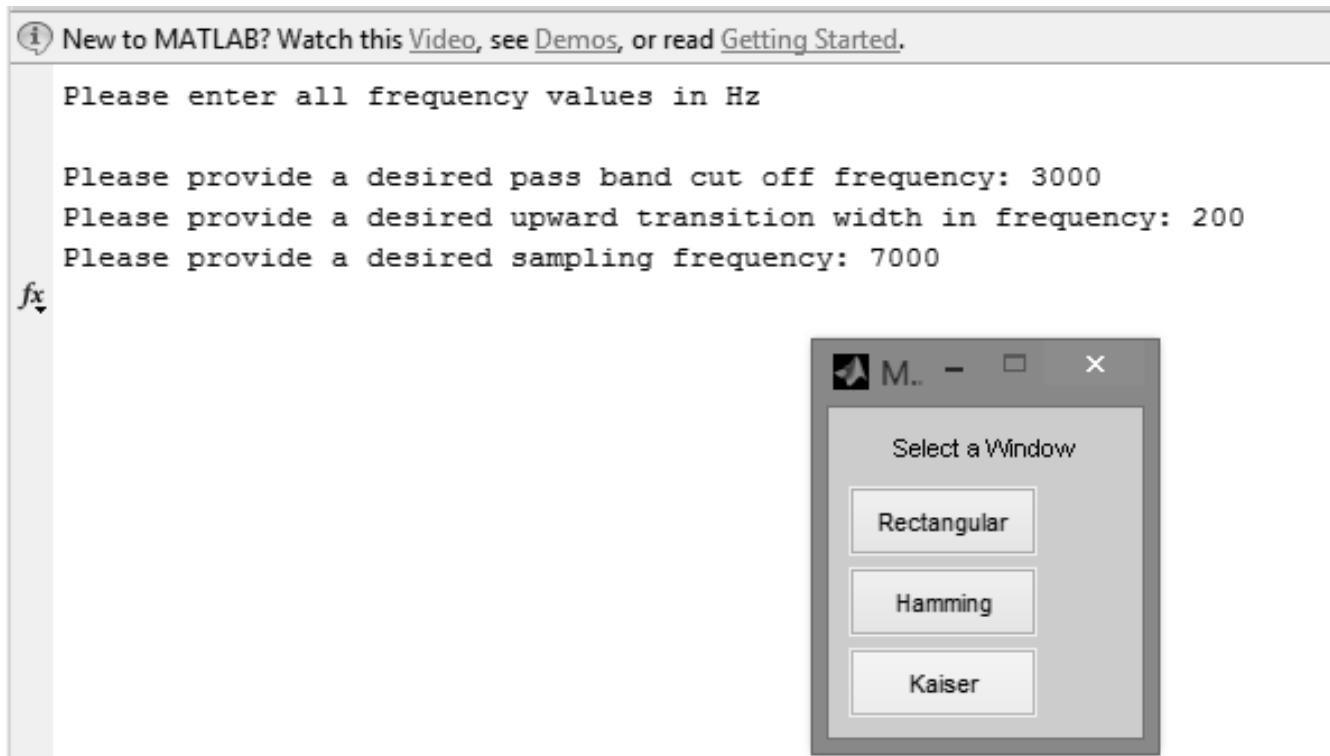 New to MATLAB? Watch this Video, see Demos, or read Getting Started.
Please enter all frequency values in Hz
Please provide a desired pass band cut off frequency: 3000
Please provide a desired upward transition width in frequency: 200
Please provide a desired sampling frequency: 7000
fx
M..
Select a Window
Rectangular
Hamming
Kaiser